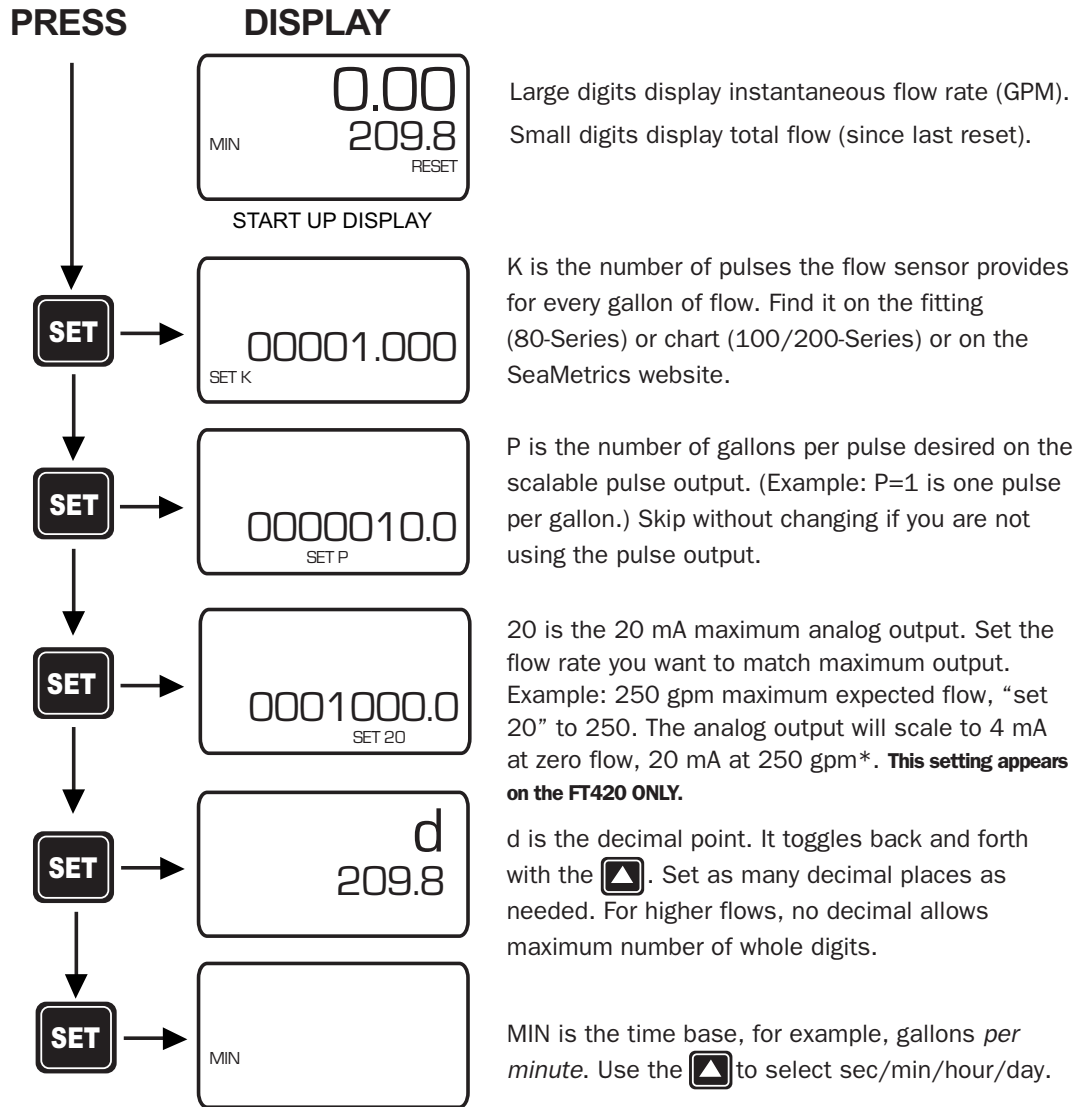 PRESS DISPLAY
0.00
MIN 209.8
RESET
START UP DISPLAY
Large digits display instantaneous flow rate (GPM).
Small digits display total flow (since last reset).
SET
00001.000
SET K
K is the number of pulses the flow sensor provides
for every gallon of flow. Find it on the fitting
(80-Series) or chart (100/200-Series) or on the
SeaMetrics website.
SET
0000010.0
SET P
P is the number of gallons per pulse desired on the
scalable pulse output. (Example: P=1 is one pulse
per gallon.) Skip without changing if you are not
using the pulse output.
SET
0001000.0
SET 20
20 is the 20 mA maximum analog output. Set the
flow rate you want to match maximum output.
Example: 250 gpm maximum expected flow, “set
20” to 250. The analog output will scale to 4 mA
at zero flow, 20 mA at 250 gpm*. This setting appears
on the FT420 ONLY.
SET
d
209.8
d is the decimal point. It toggles back and forth
with the . Set as many decimal places as
needed. For higher flows, no decimal allows
maximum number of whole digits.
SET
MIN
MIN is the time base, for example, gallons per
minute. Use the to select sec/min/hour/day.